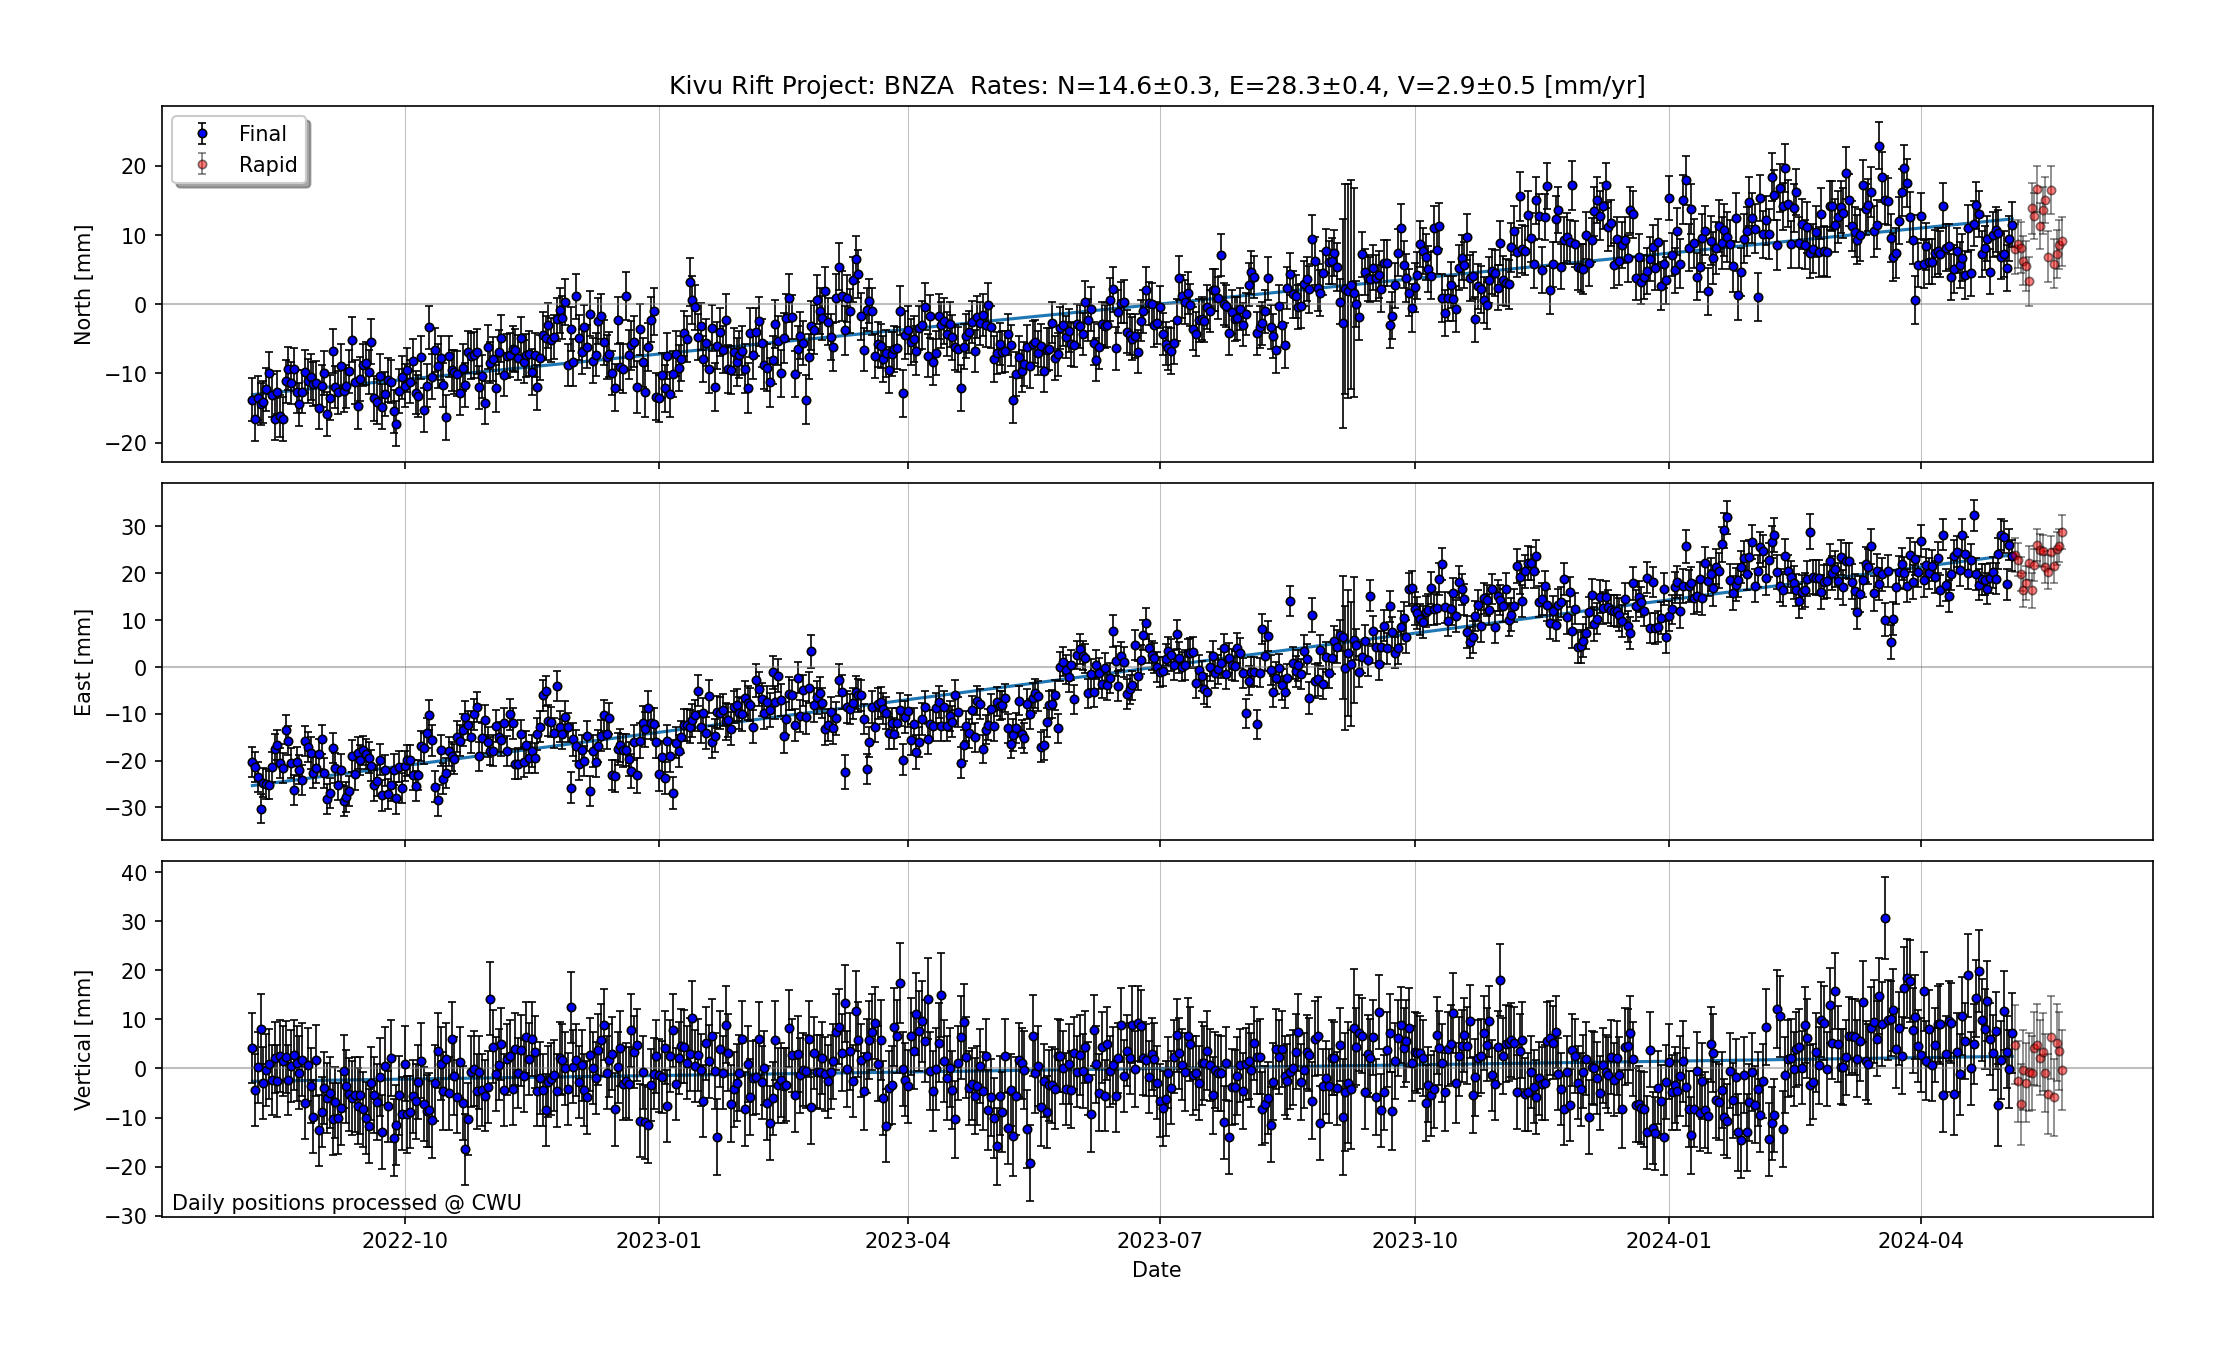 Kivu Rift Project: BNZA  Rates: N=14.6±0.3, E=28.3±0.4, V=2.9±0.5 [mm/yr]
Final
Rapid
North [mm]
20
10
0
−10
−20
East [mm]
30
20
10
0
−10
−20
−30
Vertical [mm]
40
30
20
10
0
−10
−20
−30
Daily positions processed @ CWU
2022-10 2023-01 2023-04 2023-07 2023-10 2024-01 2024-04
Date